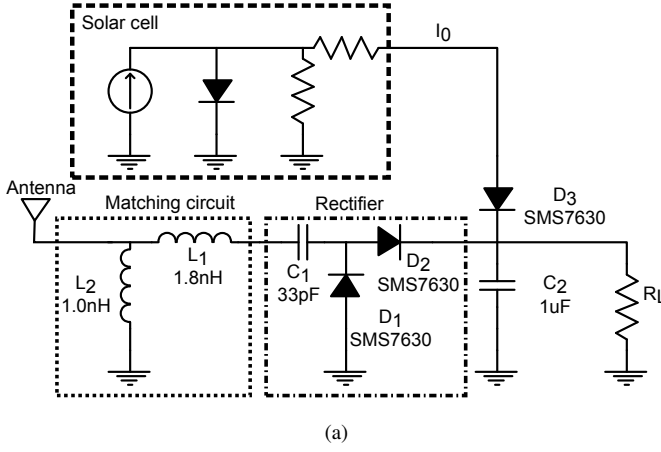 Solar cell
I0
Antenna
Matching circuit
Rectifier
D3
SMS7630
L1
1.8nH
L2
1.0nH
C1
33pF
D2
SMS7630
D1
SMS7630
C2
1uF
RL
(a)